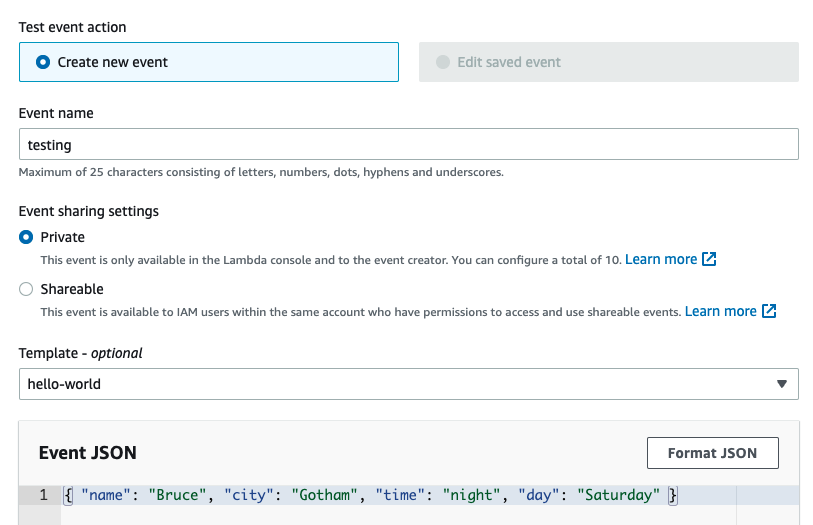 Test event action
Create new event
Edit saved event
Event name
testing
Maximum of 25 characters consisting of letters, numbers, dots, hyphens and underscores.
Event sharing settings
Private
This event is only available in the Lambda console and to the event creator. You can configure a total of 10. Learn more
Shareable
This event is available to IAM users within the same account who have permissions to access and use shareable events. Learn more
Template - optional
hello-world
Event JSON
Format JSON
1 { "name": "Bruce", "city": "Gotham", "time": "night", "day": "Saturday" }